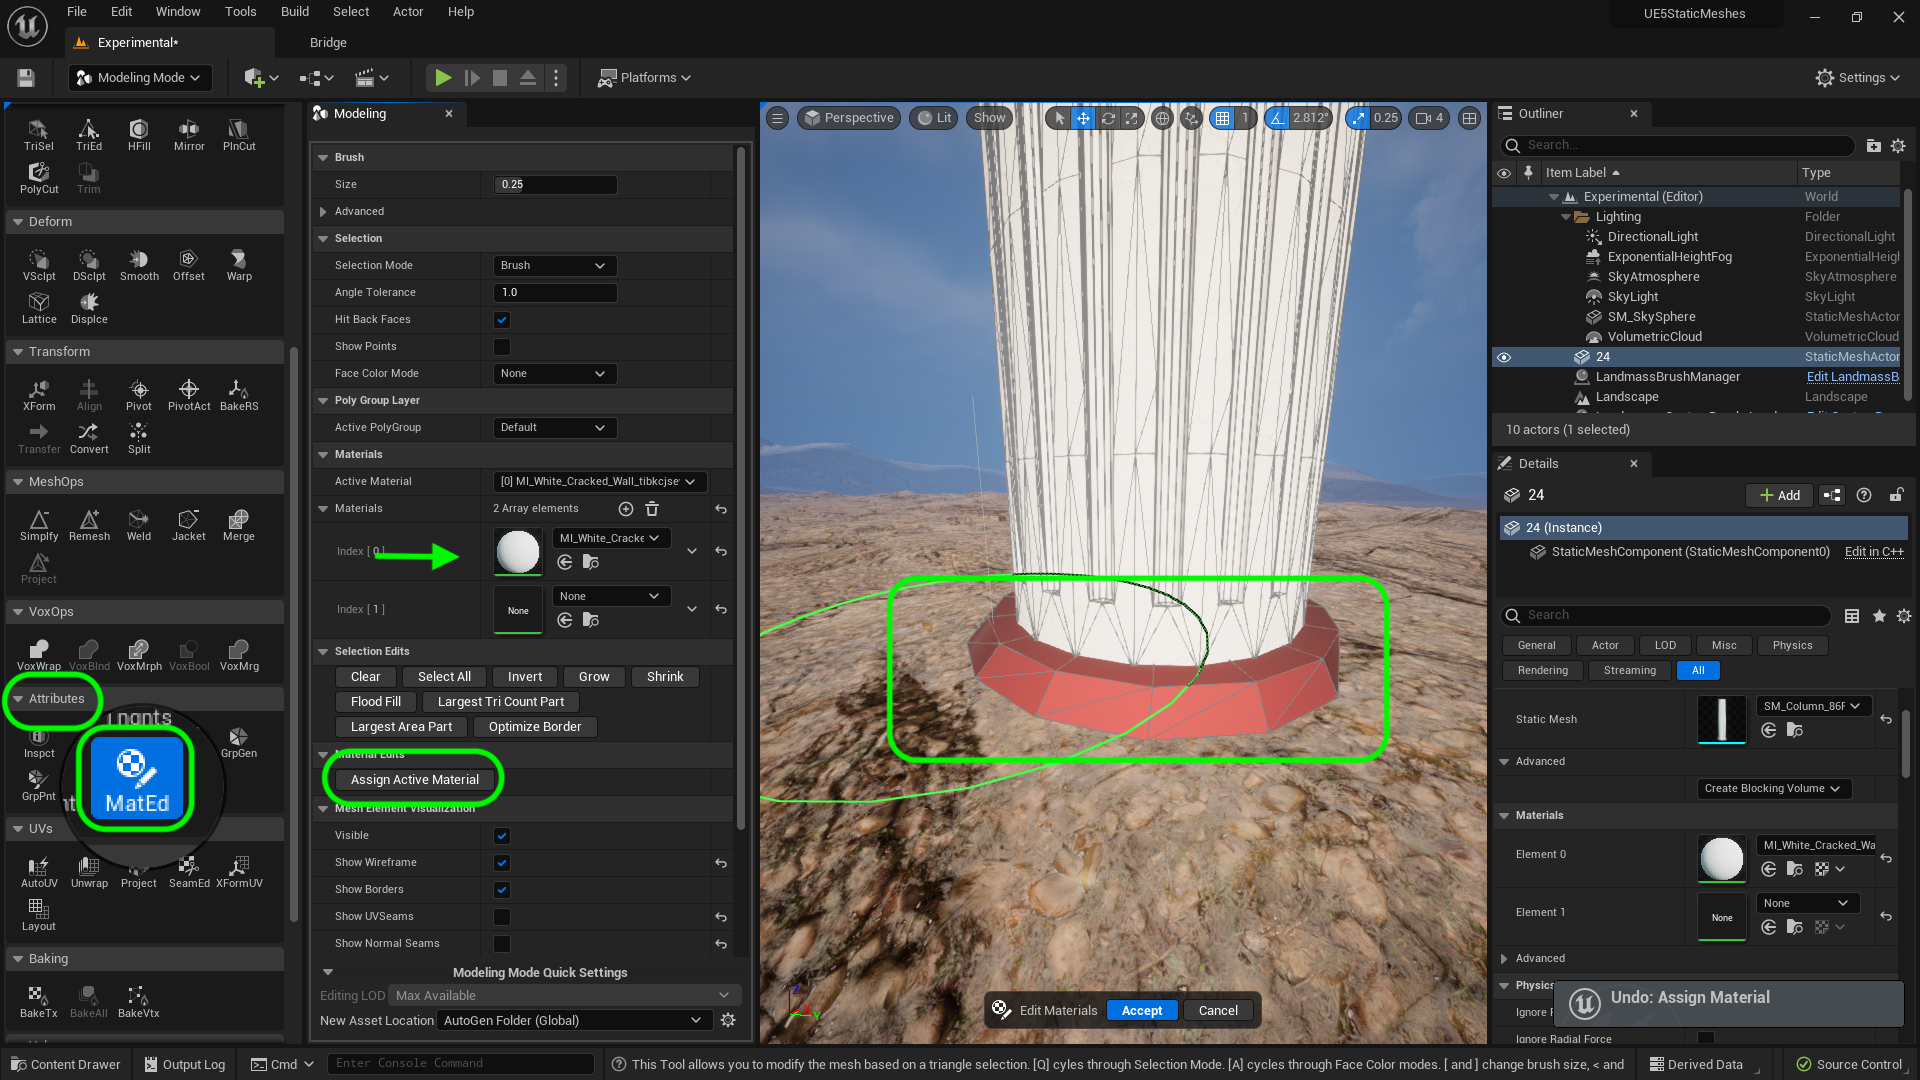 File Edit Window Tools Build Select Actor Help
UE5StaticMeshes
Experimental*
Bridge
Modeling Mode
Platforms
Settings
TriSel TriEd HFill Mirror PlnCut
PolyCut Trim
Deform
VSclpt DSclpt Smooth Offset Warp
Lattice Displce
Transform
XForm Align Pivot PivotAct BakeRS
Transfer Convert Split
MeshOps
Simplfy Remesh Weld Jacket Merge
Project
VoxOps
VoxWrap VoxBlnd VoxMrph VoxBool VoxMrg
Attributes
Inspct GrpGen
GrpPnt MatEd
UVs
AutoUV Unwrap Project SeamEd XFormUV
Layout
Baking
BakeTx BakeAll BakeVtx
Modeling
Brush
Size 0.25
Advanced
Selection
Selection Mode Brush
Angle Tolerance 1.0
Hit Back Faces
Show Points
Face Color Mode None
Poly Group Layer
Active PolyGroup Default
Materials
Active Material [0] MI_White_Cracked_Wall_tibkcjse
Materials 2 Array elements
Index [ 0 ] MI_White_Cracke
Index [ 1 ] None None
Selection Edits
Clear Select All Invert Grow Shrink
Flood Fill Largest Tri Count Part
Largest Area Part Optimize Border
Material Edits
Assign Active Material
Mesh Element Visualization
Visible
Show Wireframe
Show Borders
Show UVSeams
Show Normal Seams
Modeling Mode Quick Settings
Editing LOD Max Available
New Asset Location AutoGen Folder (Global)
Perspective Lit Show 1 2.812° 0.25 4
Z X Y
Edit Materials Accept Cancel
Outliner
Search...
Item Label Type
Experimental (Editor) World
Lighting Folder
DirectionalLight DirectionalLight
ExponentialHeightFog ExponentialHeigh
SkyAtmosphere SkyAtmosphere
SkyLight SkyLight
SM_SkySphere StaticMeshActor
VolumetricCloud VolumetricCloud
24 StaticMeshActor
LandmassBrushManager Edit LandmassB
Landscape Landscape
10 actors (1 selected)
Details
24 Add
24 (Instance)
StaticMeshComponent (StaticMeshComponent0) Edit in C++
Search
General Actor LOD Misc Physics
Rendering Streaming All
Static Mesh SM_Column_86F
Advanced
Create Blocking Volume
Materials
Element 0 MI_White_Cracked_Wa
Element 1 None None
Advanced
Physics
Undo: Assign Material
Ignore Radial Force
Content Drawer Output Log Cmd Enter Console Command
This Tool allows you to modify the mesh based on a triangle selection. [Q] cyles through Selection Mode. [A] cycles through Face Color modes. [ and ] change brush size, < and
Derived Data Source Control